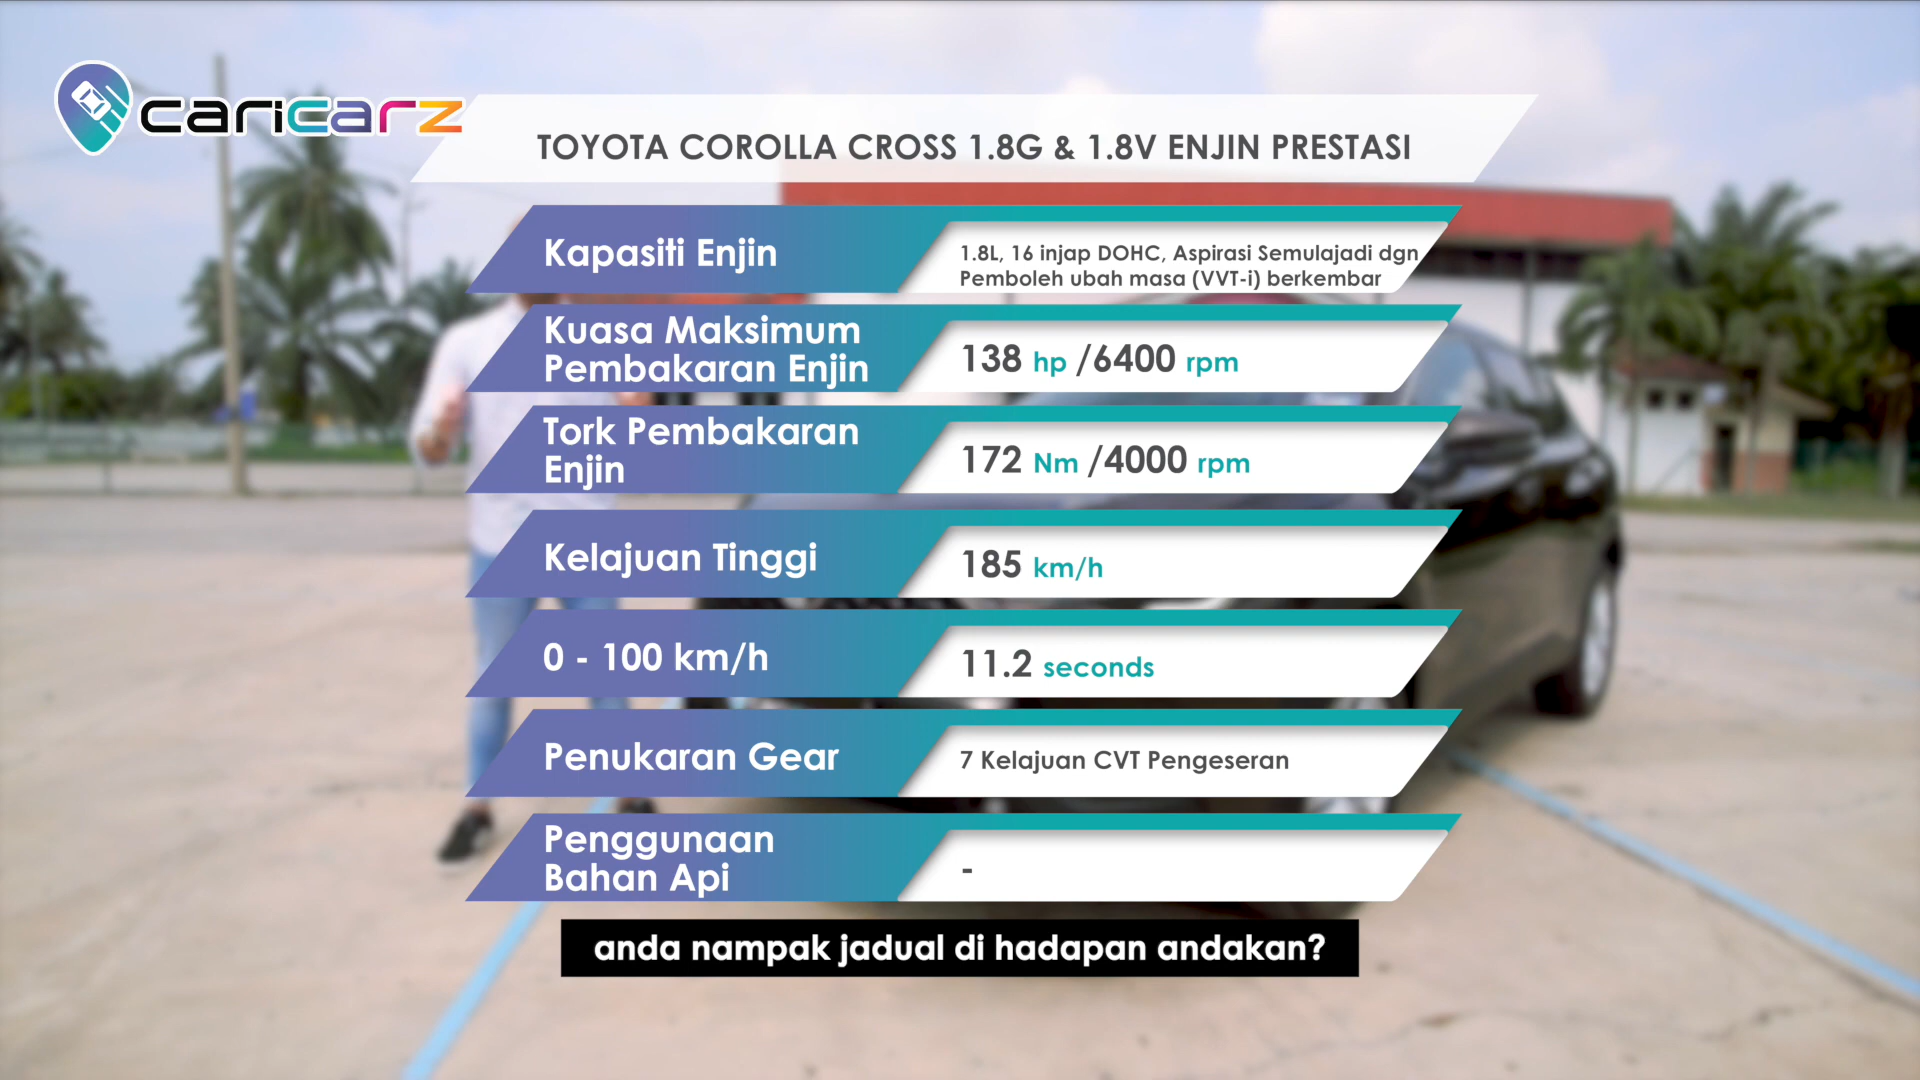 caricarz
TOYOTA COROLLA CROSS 1.8G & 1.8V ENJIN PRESTASI
Kapasiti Enjin
1.8L, 16 injap DOHC, Aspirasi Semulajadi dgn
Pemboleh ubah masa (VVT-i) berkembar
Kuasa Maksimum
Pembakaran Enjin
138 hp /6400 rpm
Tork Pembakaran
Enjin
172 Nm /4000 rpm
Kelajuan Tinggi
185 km/h
0 - 100 km/h
11.2 seconds
Penukaran Gear
7 Kelajuan CVT Pengeseran
Penggunaan
Bahan Api
-
anda nampak jadual di hadapan andakan?